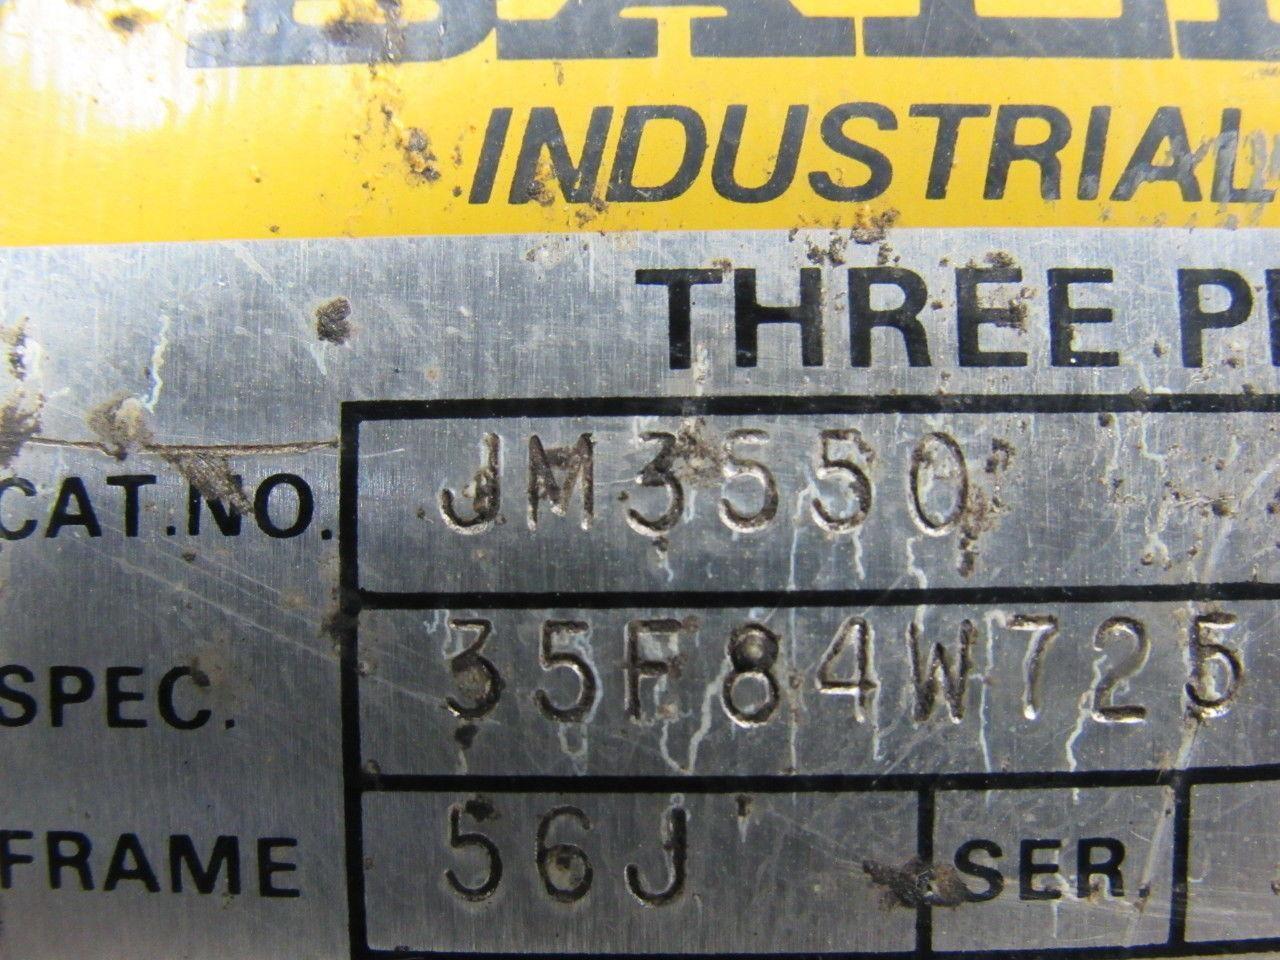 INDUSTRIAL
THREE
CAT.NO. JM3550
SPEC. 35F84W725
FRAME 56J SER.